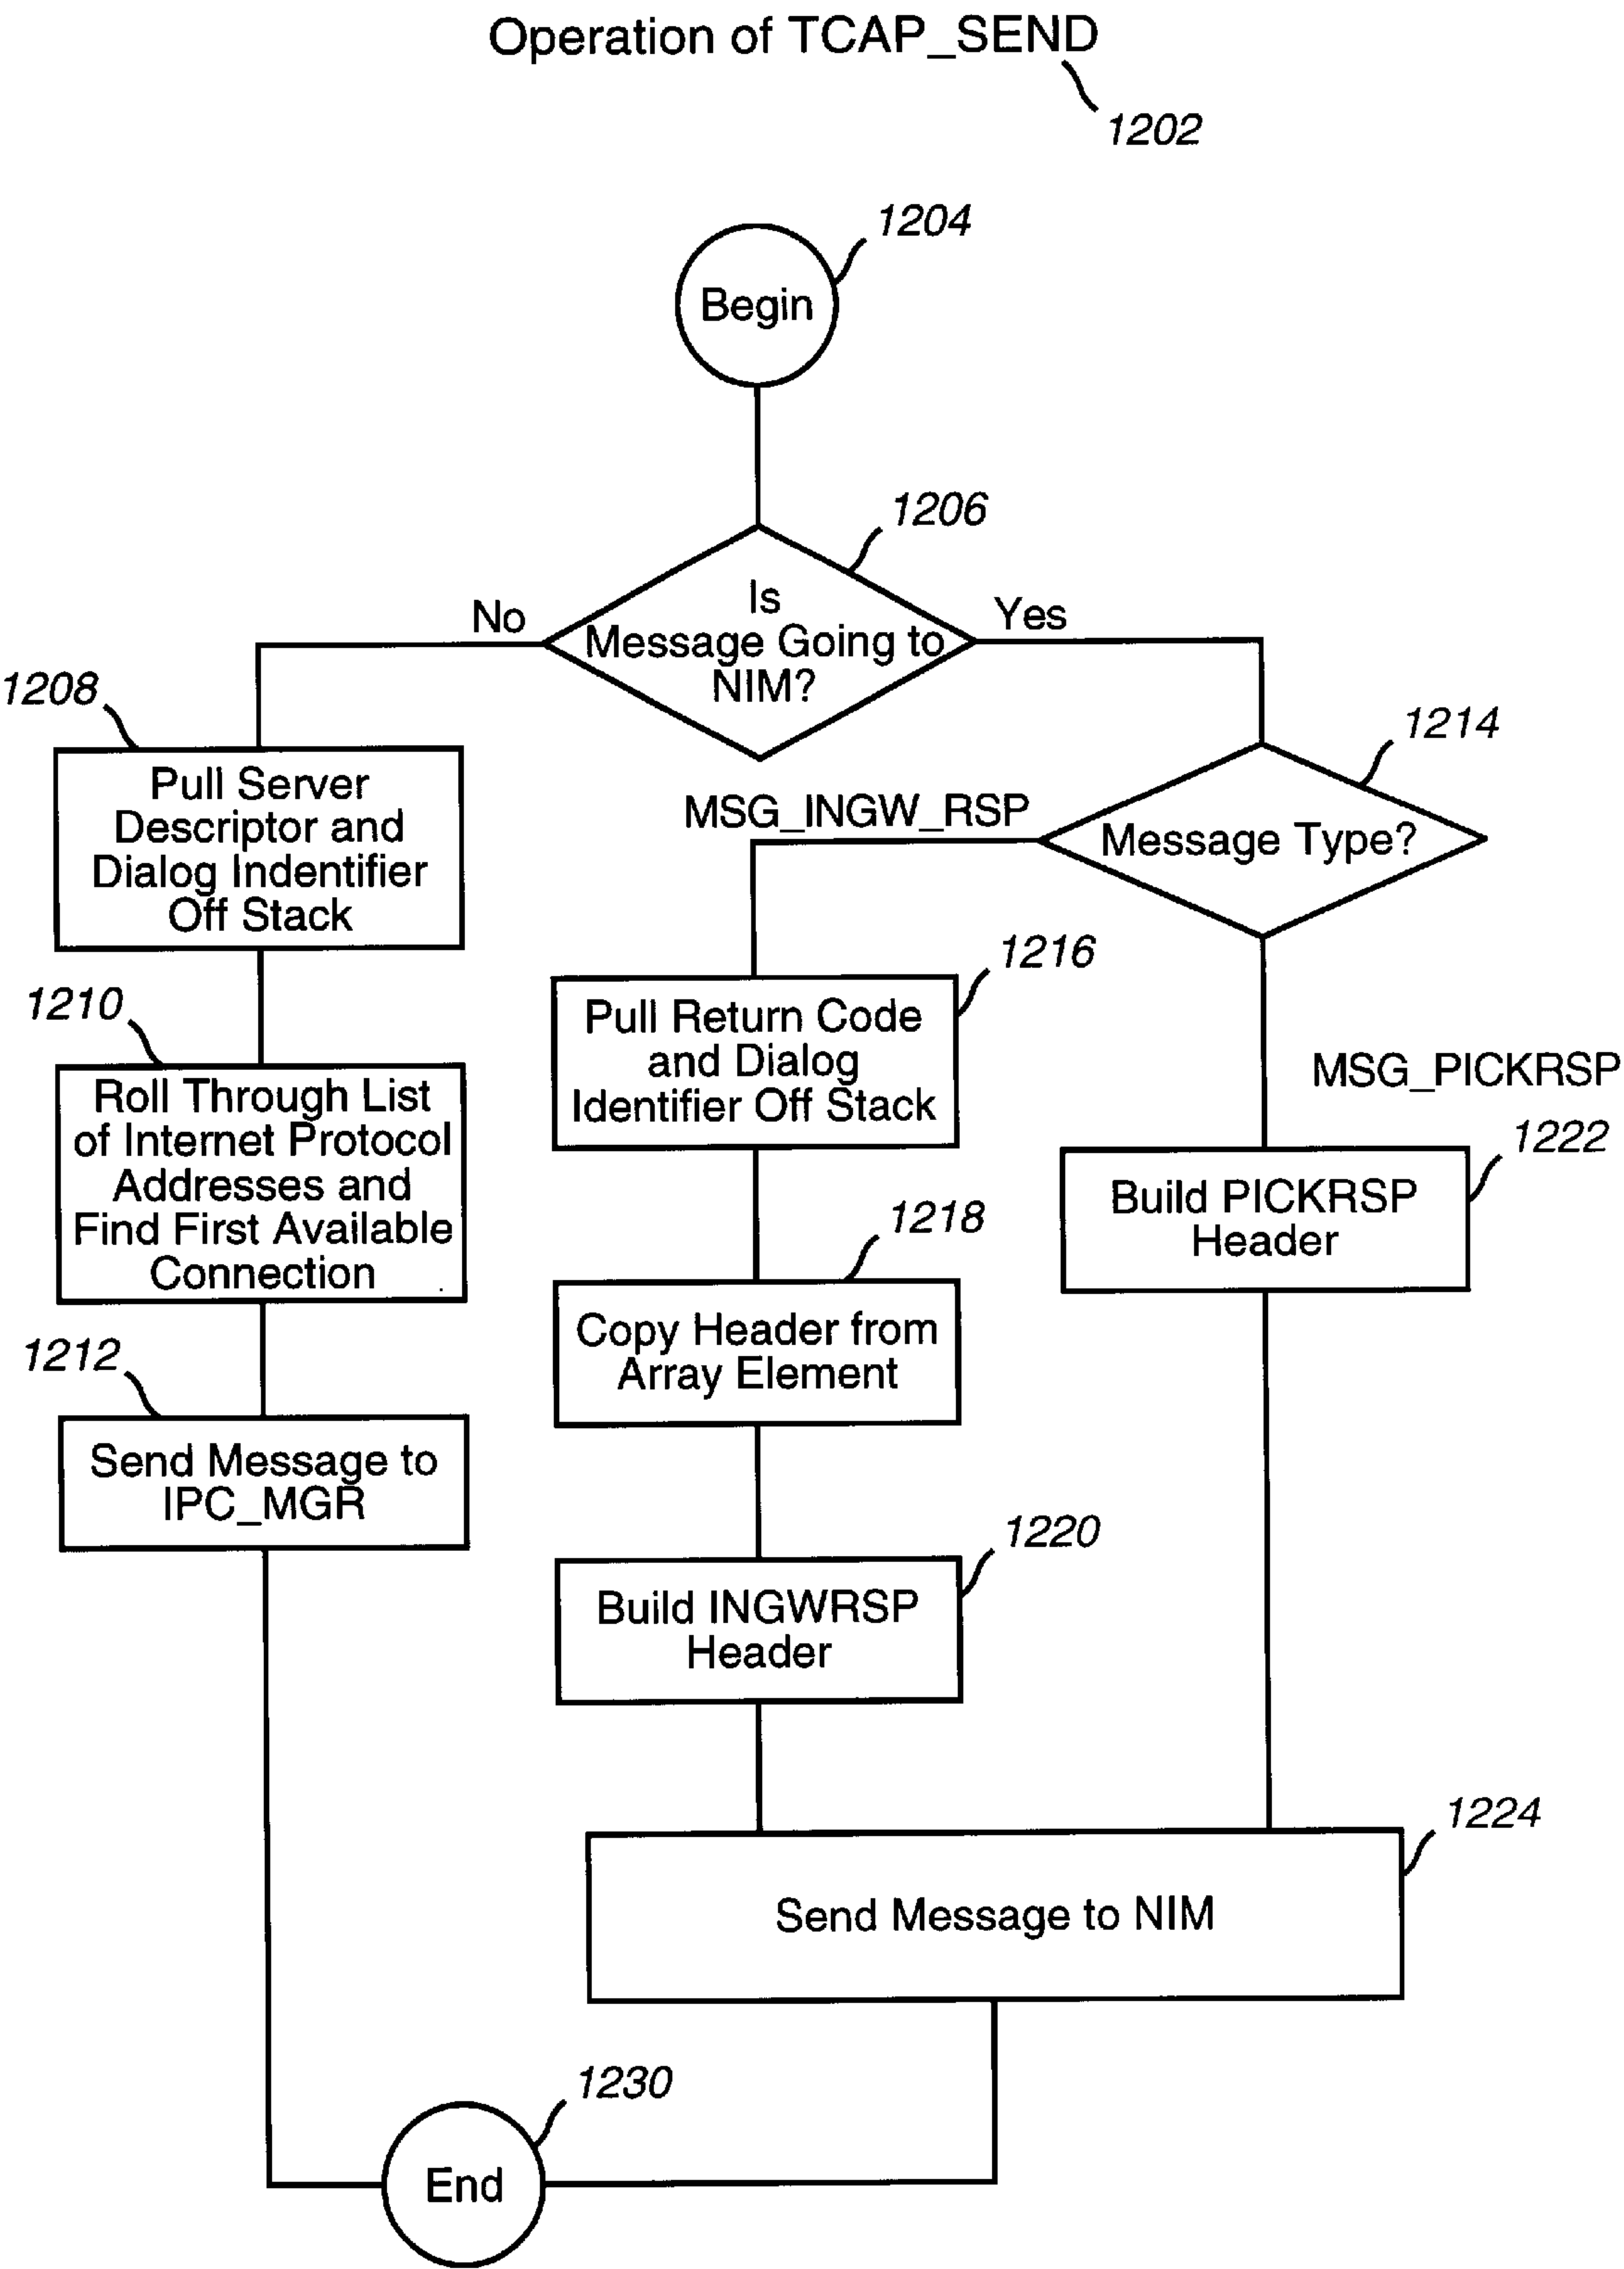 Operation of TCAP_SEND
1202
1204
Begin
1206
Is
Message Going to
NIM?
No
Yes
1208
Pull Server
Descriptor and
Dialog Indentifier
Off Stack
1210
Roll Through List
of Internet Protocol
Addresses and
Find First Available
Connection
1212
Send Message to
IPC_MGR
1214
Message Type?
MSG_INGW_RSP
1216
Pull Return Code
and Dialog
Identifier Off Stack
1218
Copy Header from
Array Element
1220
Build INGWRSP
Header
MSG_PICKRSP
1222
Build PICKRSP
Header
1224
Send Message to NIM
1230
End